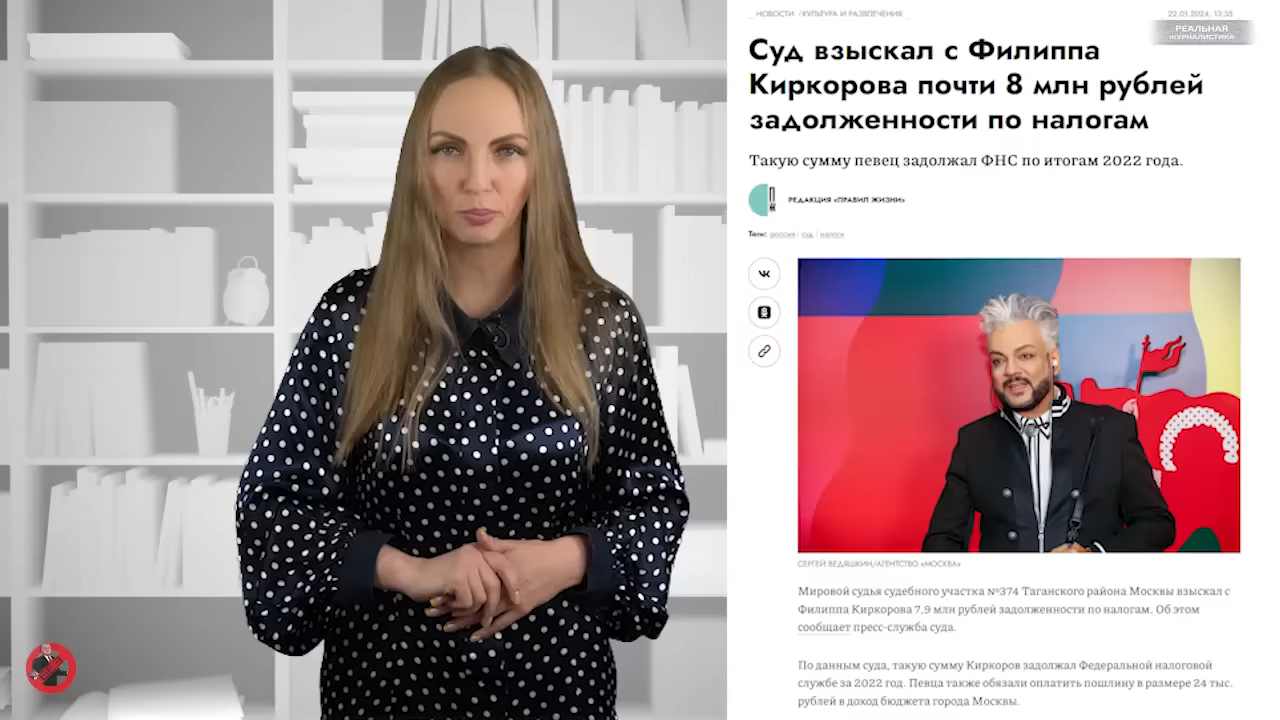 НОВОСТИ / КУЛЬТУРА И РАЗВЛЕЧЕНИЯ
22.01.2024, 13:35
РЕАЛЬНАЯ
ЖУРНАЛИСТИКА
Суд взыскал с Филиппа
Киркорова почти 8 млн рублей
задолженности по налогам
Такую сумму певец задолжал ФНС по итогам 2022 года.
РЕДАКЦИЯ «ПРАВИЛ ЖИЗНИ»
Теги: россия | суд | налоги
СЕРГЕЙ ВЕДЯШКИН/АГЕНТСТВО «МОСКВА»
Мировой судья судебного участка №374 Таганского района Москвы взыскал с
Филиппа Киркорова 7,9 млн рублей задолженности по налогам. Об этом
сообщает пресс-служба суда.
По данным суда, такую сумму Киркоров задолжал Федеральной налоговой
службе за 2022 год. Певца также обязали оплатить пошлину в размере 24 тыс.
рублей в доход бюджета города Москвы.